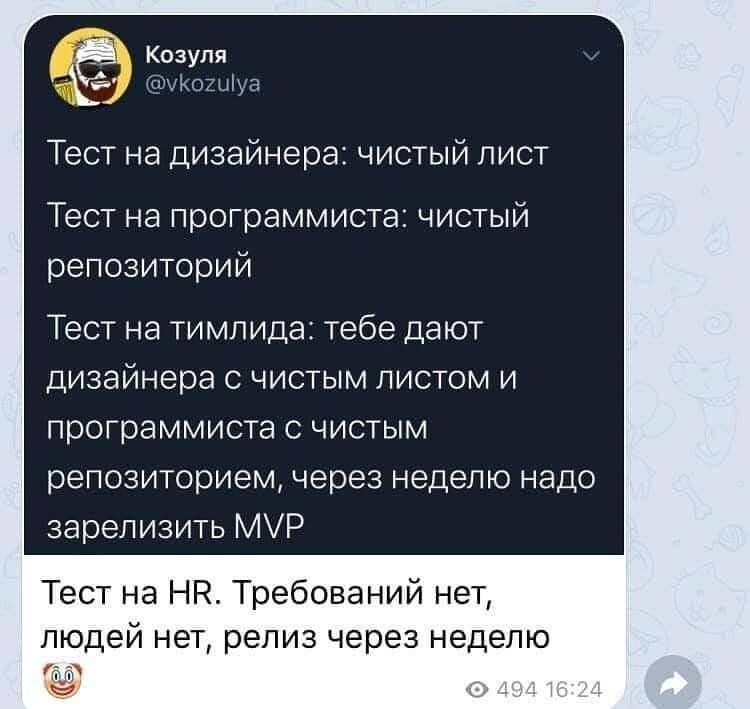 Козуля
@vkozulya
Тест на дизайнера: чистый лист
Тест на программиста: чистый
репозиторий
Тест на тимлида: тебе дают
дизайнера с чистым листом и
программиста с чистым
репозиторием, через неделю надо
зарелизить MVP
Тест на HR. Требований нет,
людей нет, релиз через неделю
🤡
494 16:24